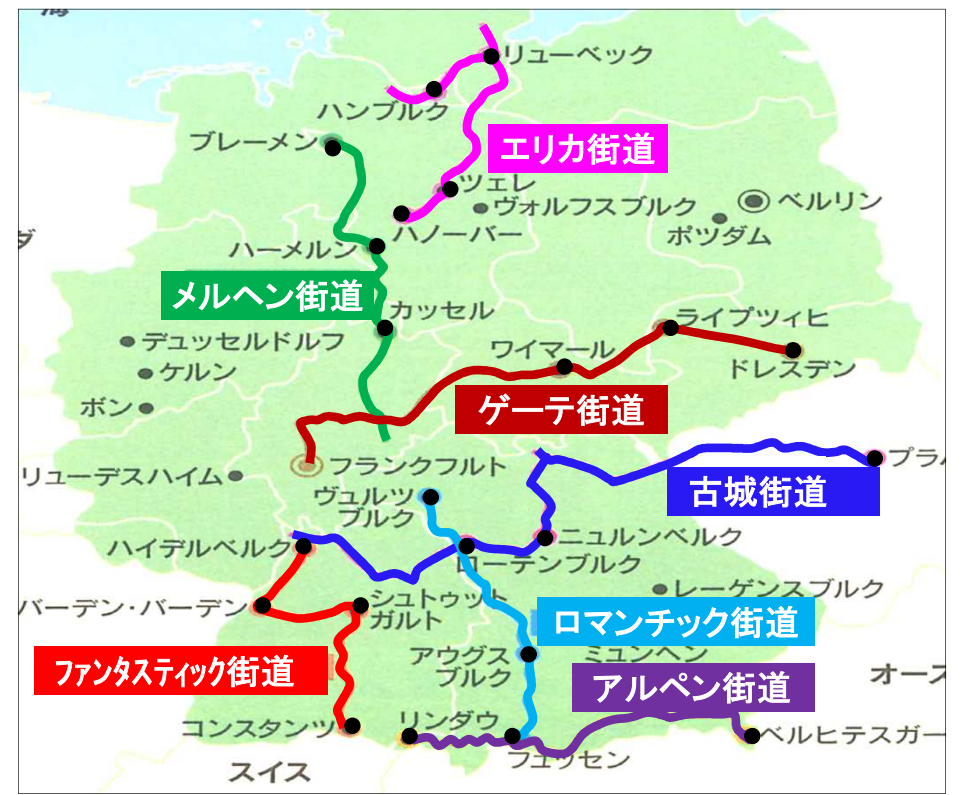 海
リューベック
ハンブルク
ブレーメン
エリカ街道
ツェレ
ヴォルフスブルク
ベルリン
ハノーバー
ポツダム
ダ
ハーメルン
メルヘン街道
カッセル
ライプツィヒ
デュッセルドルフ
ワイマール
ドレスデン
ケルン
ボン
ゲーテ街道
フランクフルト
プラハ
リューデスハイム
ヴュルツ
ブルク
古城街道
ニュルンベルク
ハイデルベルク
ローテンブルク
レーゲンスブルク
バーデン・バーデン
シュトゥット
ガルト
ロマンチック街道
アウグス
ブルク
ミュンヘン
ファンタスティック街道
アルペン街道
オース
リンダウ
コンスタンツ
ベルヒテスガー
フュッセン
スイス